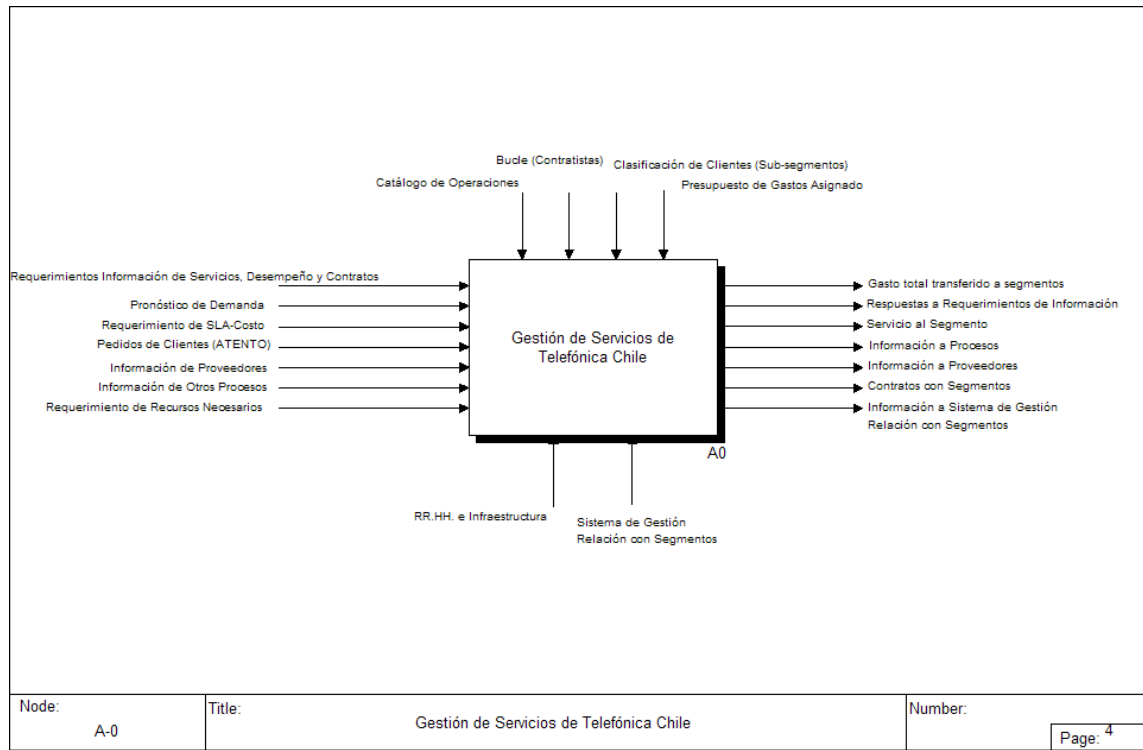 Bucle (Contratistas)
Clasificación de Clientes (Sub-segmentos)
Catálogo de Operaciones
Presupuesto de Gastos Asignado
Requerimientos Información de Servicios, Desempeño y Contratos
Pronóstico de Demanda
Requerimiento de SLA-Costo
Pedidos de Clientes (ATENTO)
Información de Proveedores
Información de Otros Procesos
Requerimiento de Recursos Necesarios
Gestión de Servicios de
Telefónica Chile
A0
Gasto total transferido a segmentos
Respuestas a Requerimientos de Información
Servicio al Segmento
Información a Procesos
Información a Proveedores
Contratos con Segmentos
Información a Sistema de Gestión
Relación con Segmentos
RR.HH. e Infraestructura
Sistema de Gestión
Relación con Segmentos
Node:
A-0
Title:
Gestión de Servicios de Telefónica Chile
Number:
Page: 4